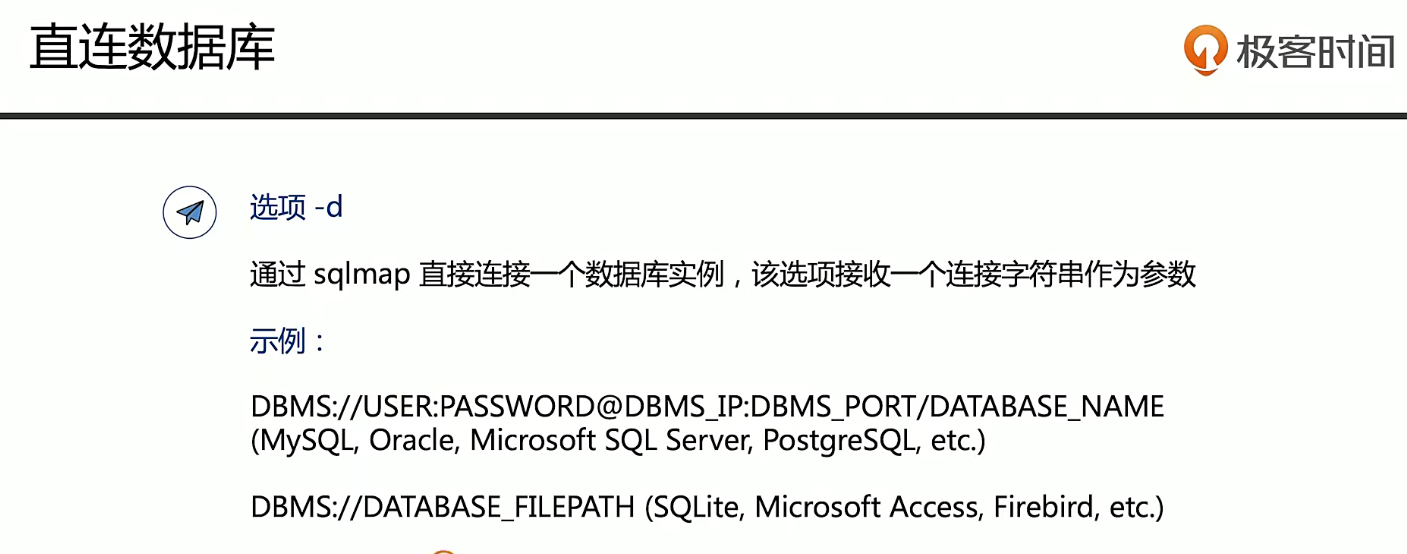 直连数据库
极客时间
选项 -d
通过 sqlmap 直接连接一个数据库实例，该选项接收一个连接字符串作为参数
示例：
DBMS://USER:PASSWORD@DBMS_IP:DBMS_PORT/DATABASE_NAME
(MySQL, Oracle, Microsoft SQL Server, PostgreSQL, etc.)
DBMS://DATABASE_FILEPATH (SQLite, Microsoft Access, Firebird, etc.)